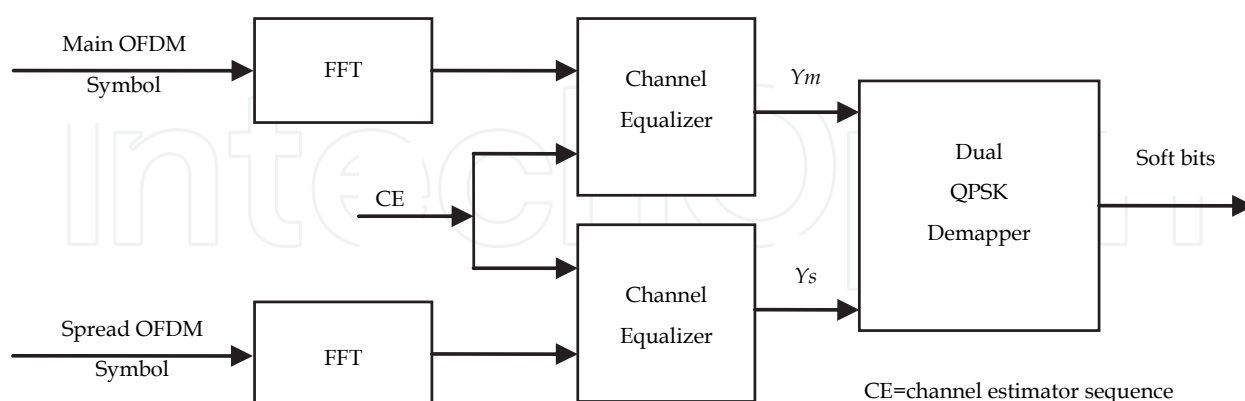 Main OFDM
Symbol
FFT
Channel
Equalizer
Ym
CE
Dual
QPSK
Demapper
Soft bits
Spread OFDM
Symbol
FFT
Channel
Equalizer
Ys
CE=channel estimator sequence
IntechOpen